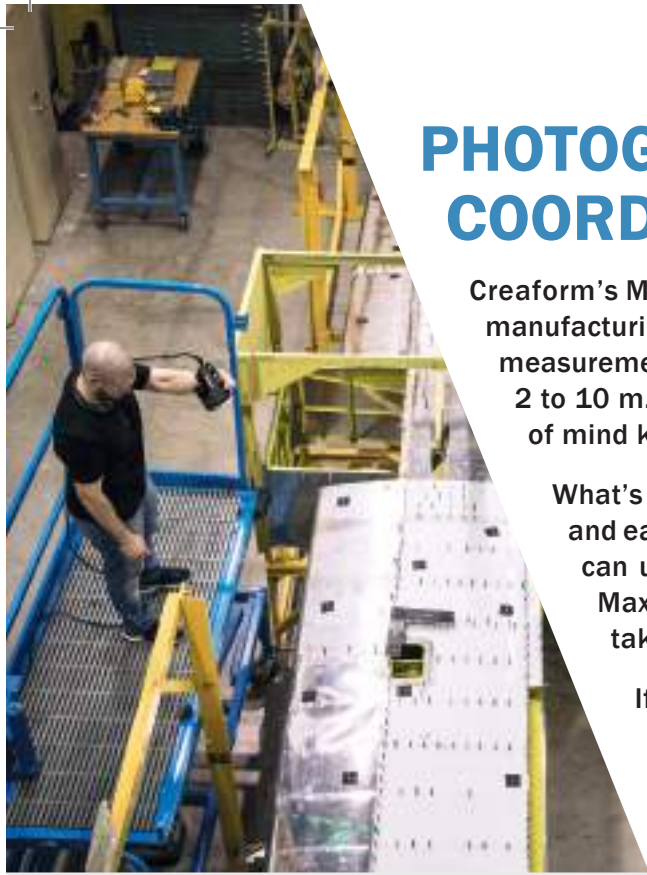 PHOTOG
COORD
Creaform's M
manufacturi
measureme
2 to 10 m.
of mind k
What's
and ea
can u
Max
tak
If